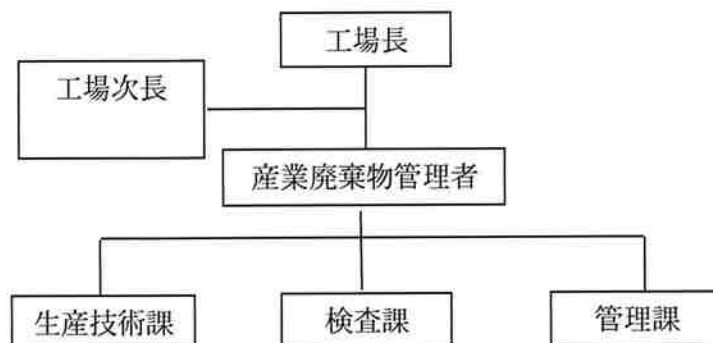 工場長
工場次長
産業廃棄物管理者
生産技術課
検査課
管理課